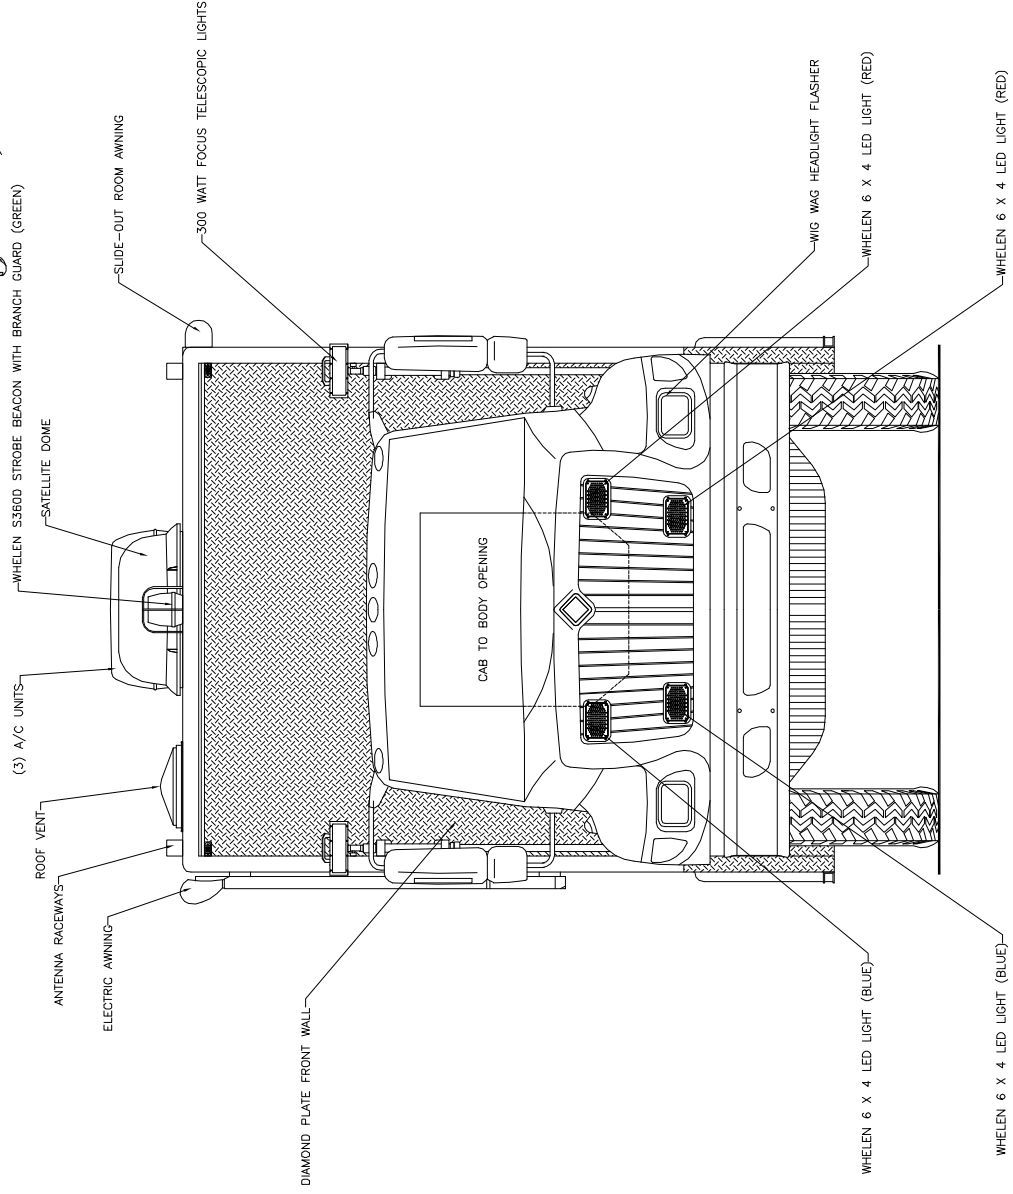 (3) A/C UNITS
WHELEN S360D STROBE BEACON WITH BRANCH GUARD (GREEN)
ROOF VENT
SATELLITE DOME
ANTENNA RACEWAYS
ELECTRIC AWNING
SLIDE-OUT ROOM AWNING
300 WATT FOCUS TELESCOPIC LIGHTS
DIAMOND PLATE FRONT WALL
CAB TO BODY OPENING
WIG WAG HEADLIGHT FLASHER
WHELEN 6 X 4 LED LIGHT (BLUE)
WHELEN 6 X 4 LED LIGHT (RED)
WHELEN 6 X 4 LED LIGHT (BLUE)
WHELEN 6 X 4 LED LIGHT (RED)